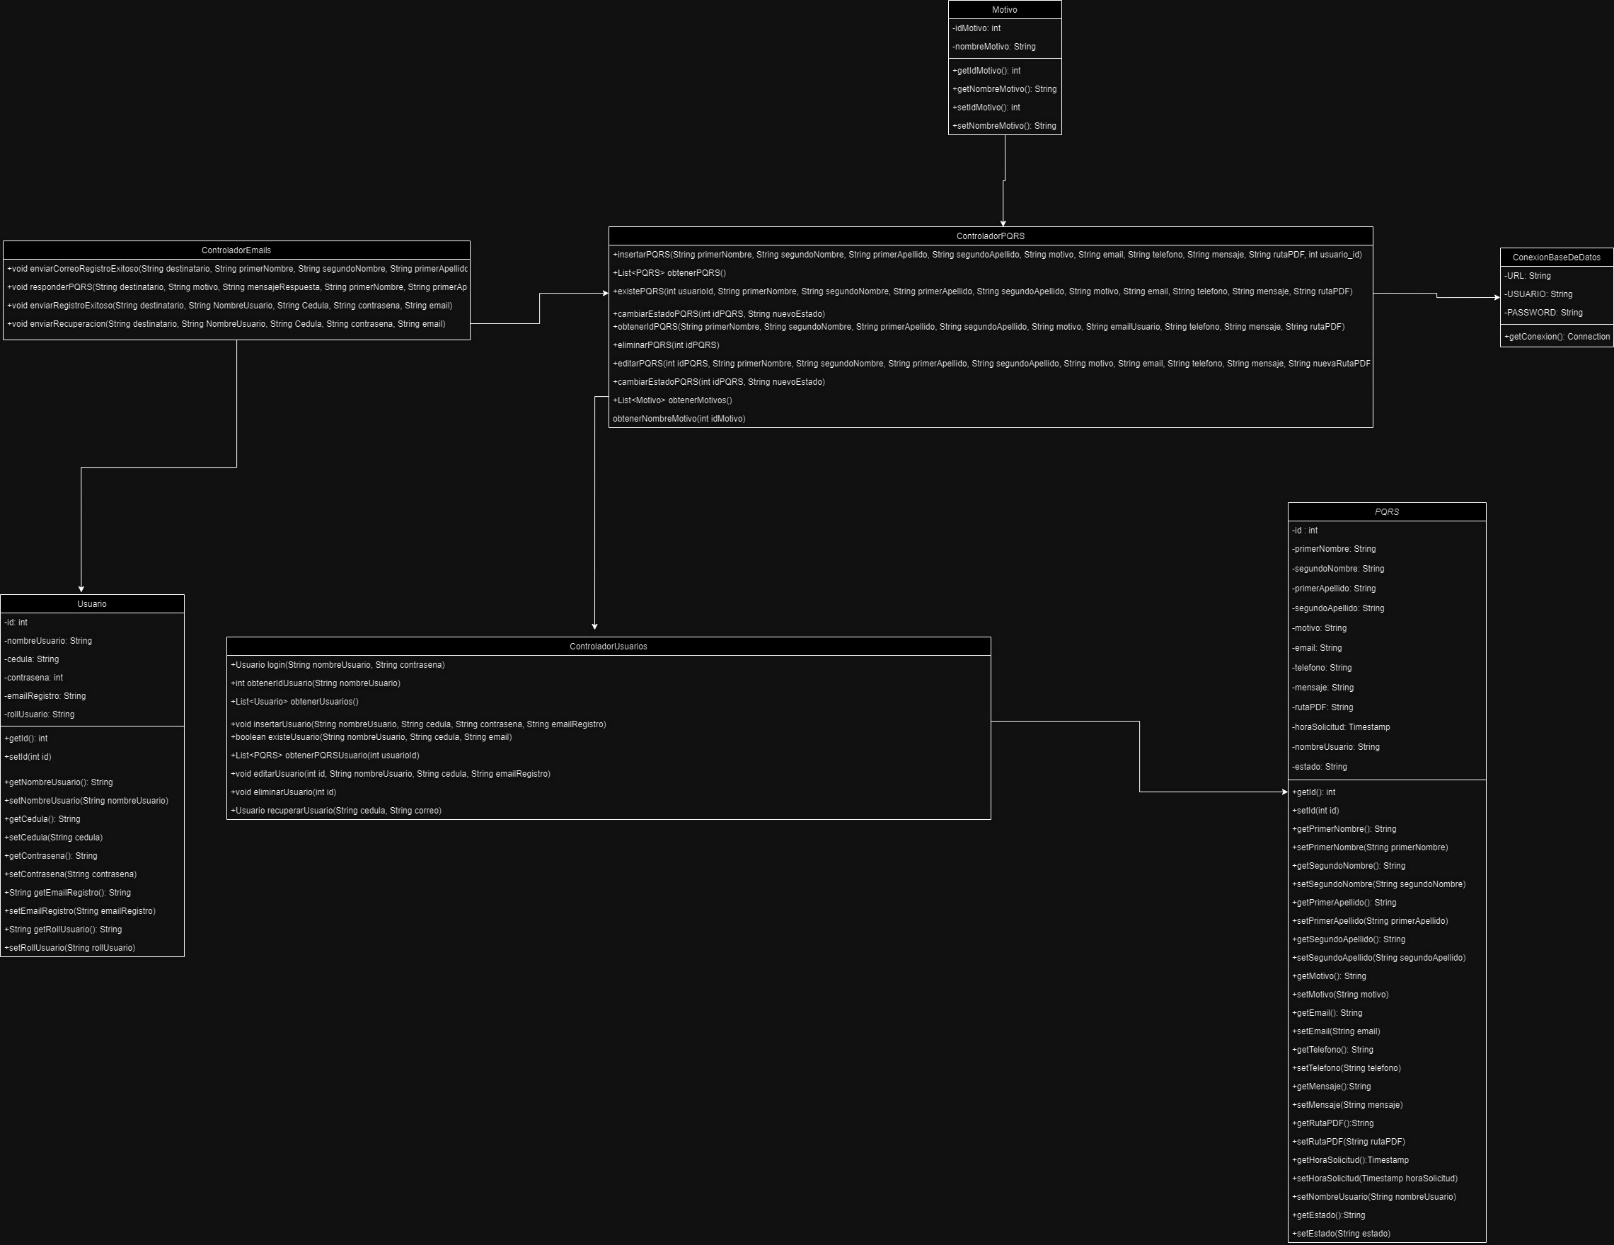 Motivo
-idMotivo: int
-nombreMotivo: String
+getIdMotivo(): int
+getNombreMotivo(): String
+setIdMotivo(): int
+setNombreMotivo(): String
ControladorEmails
+void enviarCorreoRegistroExitoso(String destinatario, String primerNombre, String segundoNombre, String primerApellido
+void responderPQRS(String destinatario, String motivo, String mensajeRespuesta, String primerNombre, String primerAp
+void enviarRegistroExitoso(String destinatario, String NombreUsuario, String Cedula, String contrasena, String email)
+void enviarRecuperacion(String destinatario, String NombreUsuario, String Cedula, String contrasena, String email)
ControladorPQRS
+insertarPQRS(String primerNombre, String segundoNombre, String primerApellido, String segundoApellido, String motivo, String email, String telefono, String mensaje, String rutaPDF, int usuario_id)
+List<PQRS> obtenerPQRS()
+existePQRS(int usuarioId, String primerNombre, String segundoNombre, String primerApellido, String segundoApellido, String motivo, String email, String telefono, String mensaje, String rutaPDF)
+cambiarEstadoPQRS(int idPQRS, String nuevoEstado)
+obtenerIdPQRS(String primerNombre, String segundoNombre, String primerApellido, String segundoApellido, String motivo, String emailUsuario, String telefono, String mensaje, String rutaPDF)
+eliminarPQRS(int idPQRS)
+editarPQRS(int idPQRS, String primerNombre, String segundoNombre, String primerApellido, String segundoApellido, String motivo, String email, String telefono, String mensaje, String nuevaRutaPDF
+cambiarEstadoPQRS(int idPQRS, String nuevoEstado)
+List<Motivo> obtenerMotivos()
obtenerNombreMotivo(int idMotivo)
ConexionBaseDeDatos
-URL: String
-USUARIO: String
-PASSWORD: String
+getConexion(): Connection
Usuario
-id: int
-nombreUsuario: String
-cedula: String
-contrasena: int
-emailRegistro: String
-rollUsuario: String
+getId(): int
+setId(int id)
+getNombreUsuario(): String
+setNombreUsuario(String nombreUsuario)
+getCedula(): String
+setCedula(String cedula)
+getContrasena(): String
+setContrasena(String contrasena)
+String getEmailRegistro(): String
+setEmailRegistro(String emailRegistro)
+String getRollUsuario(): String
+setRollUsuario(String rollUsuario)
ControladorUsuarios
+Usuario login(String nombreUsuario, String contrasena)
+int obtenerIdUsuario(String nombreUsuario)
+List<Usuario> obtenerUsuarios()
+void insertarUsuario(String nombreUsuario, String cedula, String contrasena, String emailRegistro)
+boolean existeUsuario(String nombreUsuario, String cedula, String email)
+List<PQRS> obtenerPQRSUsuario(int usuarioId)
+void editarUsuario(int id, String nombreUsuario, String cedula, String emailRegistro)
+void eliminarUsuario(int id)
+Usuario recuperarUsuario(String cedula, String correo)
PQRS
-id : int
-primerNombre: String
-segundoNombre: String
-primerApellido: String
-segundoApellido: String
-motivo: String
-email: String
-telefono: String
-mensaje: String
-rutaPDF: String
-horaSolicitud: Timestamp
-nombreUsuario: String
-estado: String
+getId(): int
+setId(int id)
+getPrimerNombre(): String
+setPrimerNombre(String primerNombre)
+getSegundoNombre(): String
+setSegundoNombre(String segundoNombre)
+getPrimerApellido(): String
+setPrimerApellido(String primerApellido)
+getSegundoApellido(): String
+setSegundoApellido(String segundoApellido)
+getMotivo(): String
+setMotivo(String motivo)
+getEmail(): String
+setEmail(String email)
+getTelefono(): String
+setTelefono(String telefono)
+getMensaje():String
+setMensaje(String mensaje)
+getRutaPDF():String
+setRutaPDF(String rutaPDF)
+getHoraSolicitud():Timestamp
+setHoraSolicitud(Timestamp horaSolicitud)
+setNombreUsuario(String nombreUsuario)
+getEstado():String
+setEstado(String estado)